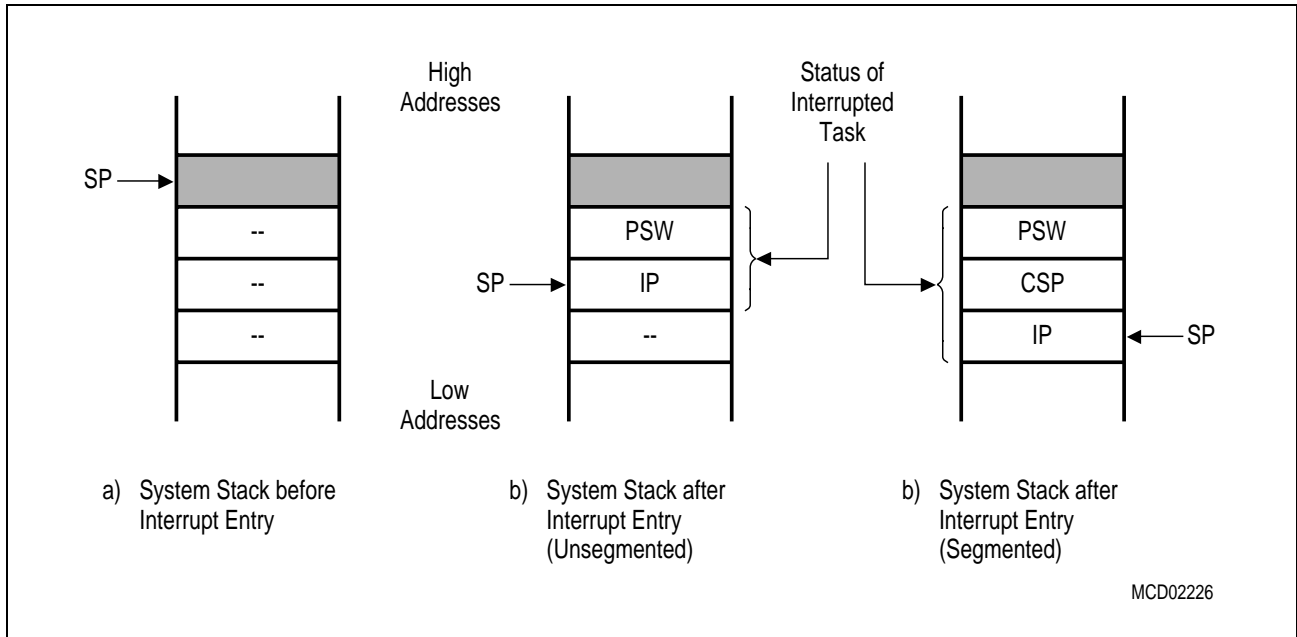 High
Addresses
Status of
Interrupted
Task
SP
--
--
--
PSW
SP
IP
--
PSW
CSP
IP
SP
Low
Addresses
a) System Stack before
Interrupt Entry
b) System Stack after
Interrupt Entry
(Unsegmented)
b) System Stack after
Interrupt Entry
(Segmented)
MCD02226